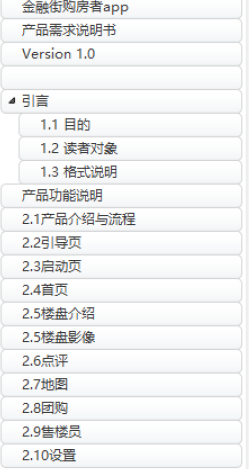 金融街购房者app
产品需求说明书
Version 1.0
引言
1.1 目的
1.2 读者对象
1.3 格式说明
产品功能说明
2.1产品介绍与流程
2.2引导页
2.3启动页
2.4首页
2.5楼盘介绍
2.5楼盘影像
2.6点评
2.7地图
2.8团购
2.9售楼员
2.10设置